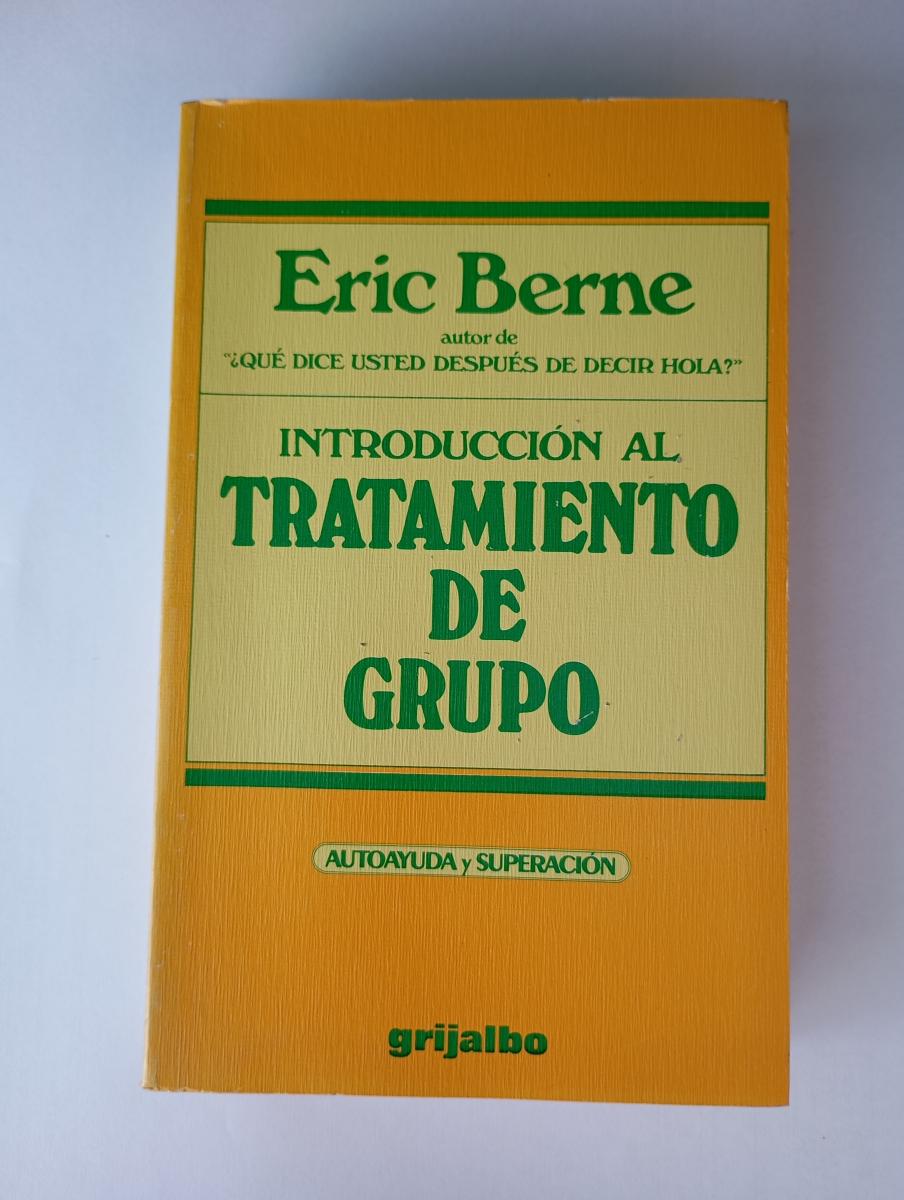 Eric Berne
autor de
“¿QUÉ DICE USTED DESPUÉS DE DECIR HOLA?”
INTRODUCCIÓN AL
TRATAMIENTO
DE
GRUPO
AUTOAYUDA y SUPERACIÓN
grijalbo